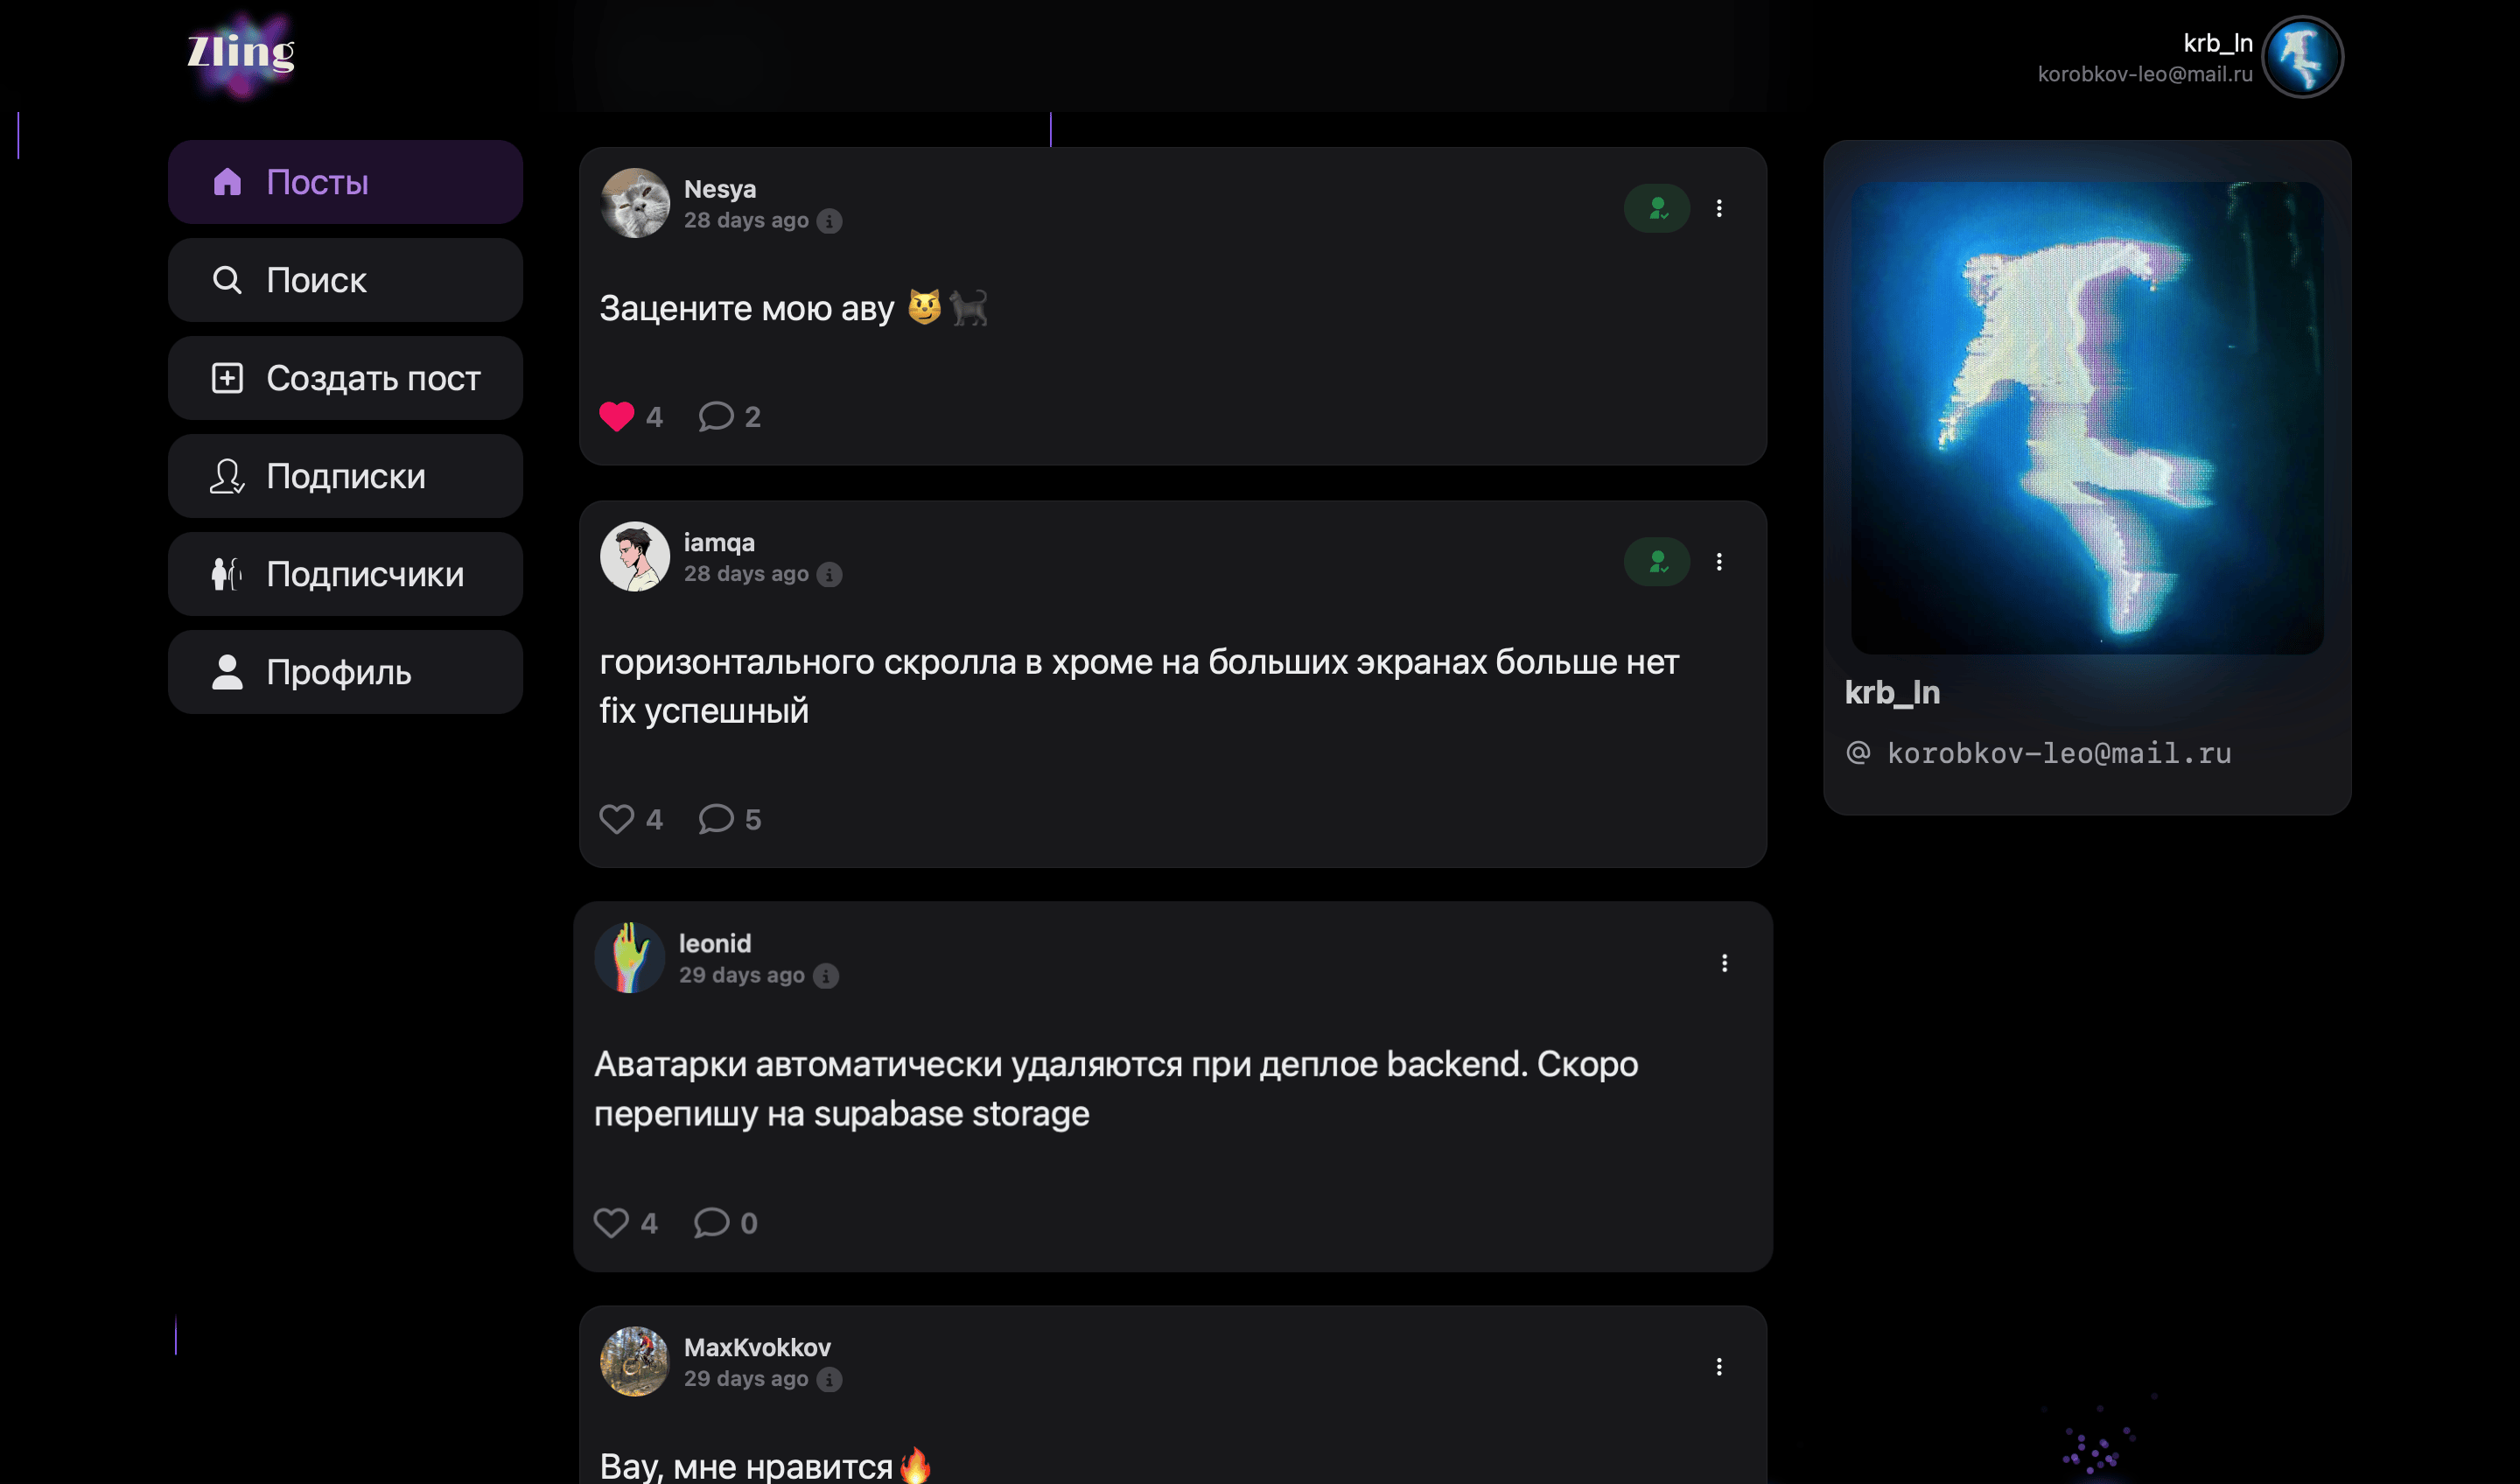 Zling
krb_ln
korobkov-leo@mail.ru
Посты
Поиск
Создать пост
Подписки
Подписчики
Профиль
Nesya
28 days ago
Зацените мою аву 😼🐈‍⬛
4 2
iamqa
28 days ago
горизонтального скролла в хроме на больших экранах больше нет
fix успешный
4 5
leonid
29 days ago
Аватарки автоматически удаляются при деплое backend. Скоро
перепишу на supabase storage
4 0
MaxKvokkov
29 days ago
Вау, мне нравится🔥
krb_ln
@ korobkov-leo@mail.ru